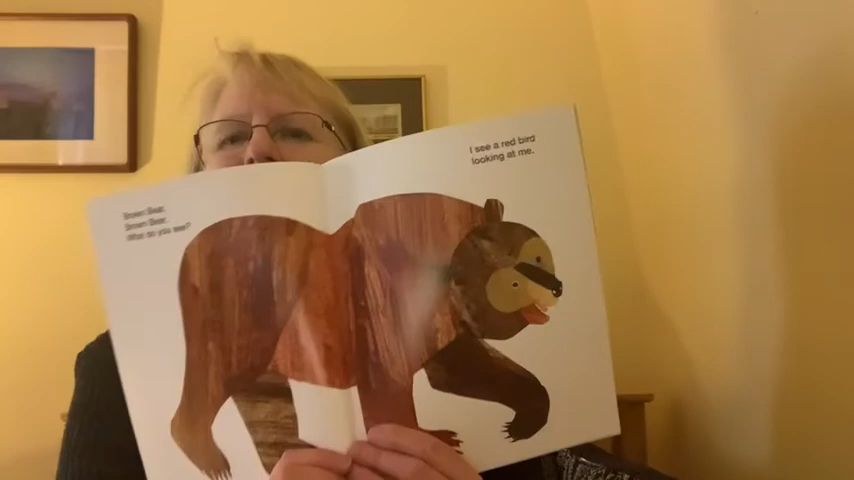 Brown Bear,
Brown Bear,
What do you see?
I see a red bird
looking at me.